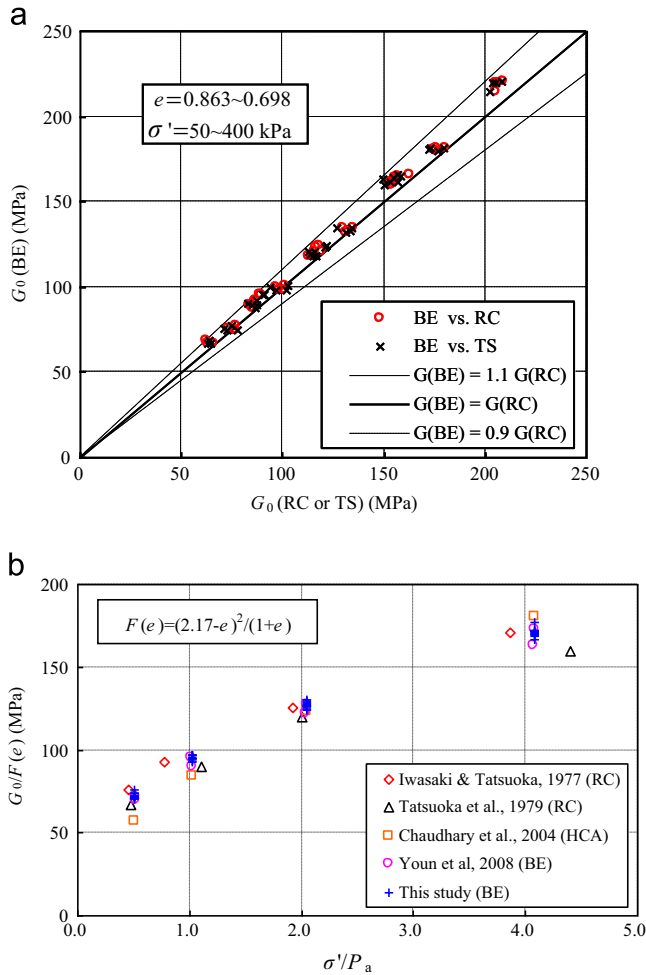 a
250
200
150
100
50
0
G₀ (BE) (MPa)
e=0.863~0.698
σ'=50~400 kPa
BE vs. RC
BE vs. TS
G(BE) = 1.1 G(RC)
G(BE) = G(RC)
G(BE) = 0.9 G(RC)
0 50 100 150 200 250
G₀ (RC or TS) (MPa)
b
200
150
100
50
0
G₀/F(e) (MPa)
F(e)=(2.17-e)²/(1+e)
Iwasaki & Tatsuoka, 1977 (RC)
Tatsuoka et al., 1979 (RC)
Chaudhary et al., 2004 (HCA)
Youn et al, 2008 (BE)
This study (BE)
0.0 1.0 2.0 3.0 4.0 5.0
σ'/Pₐ